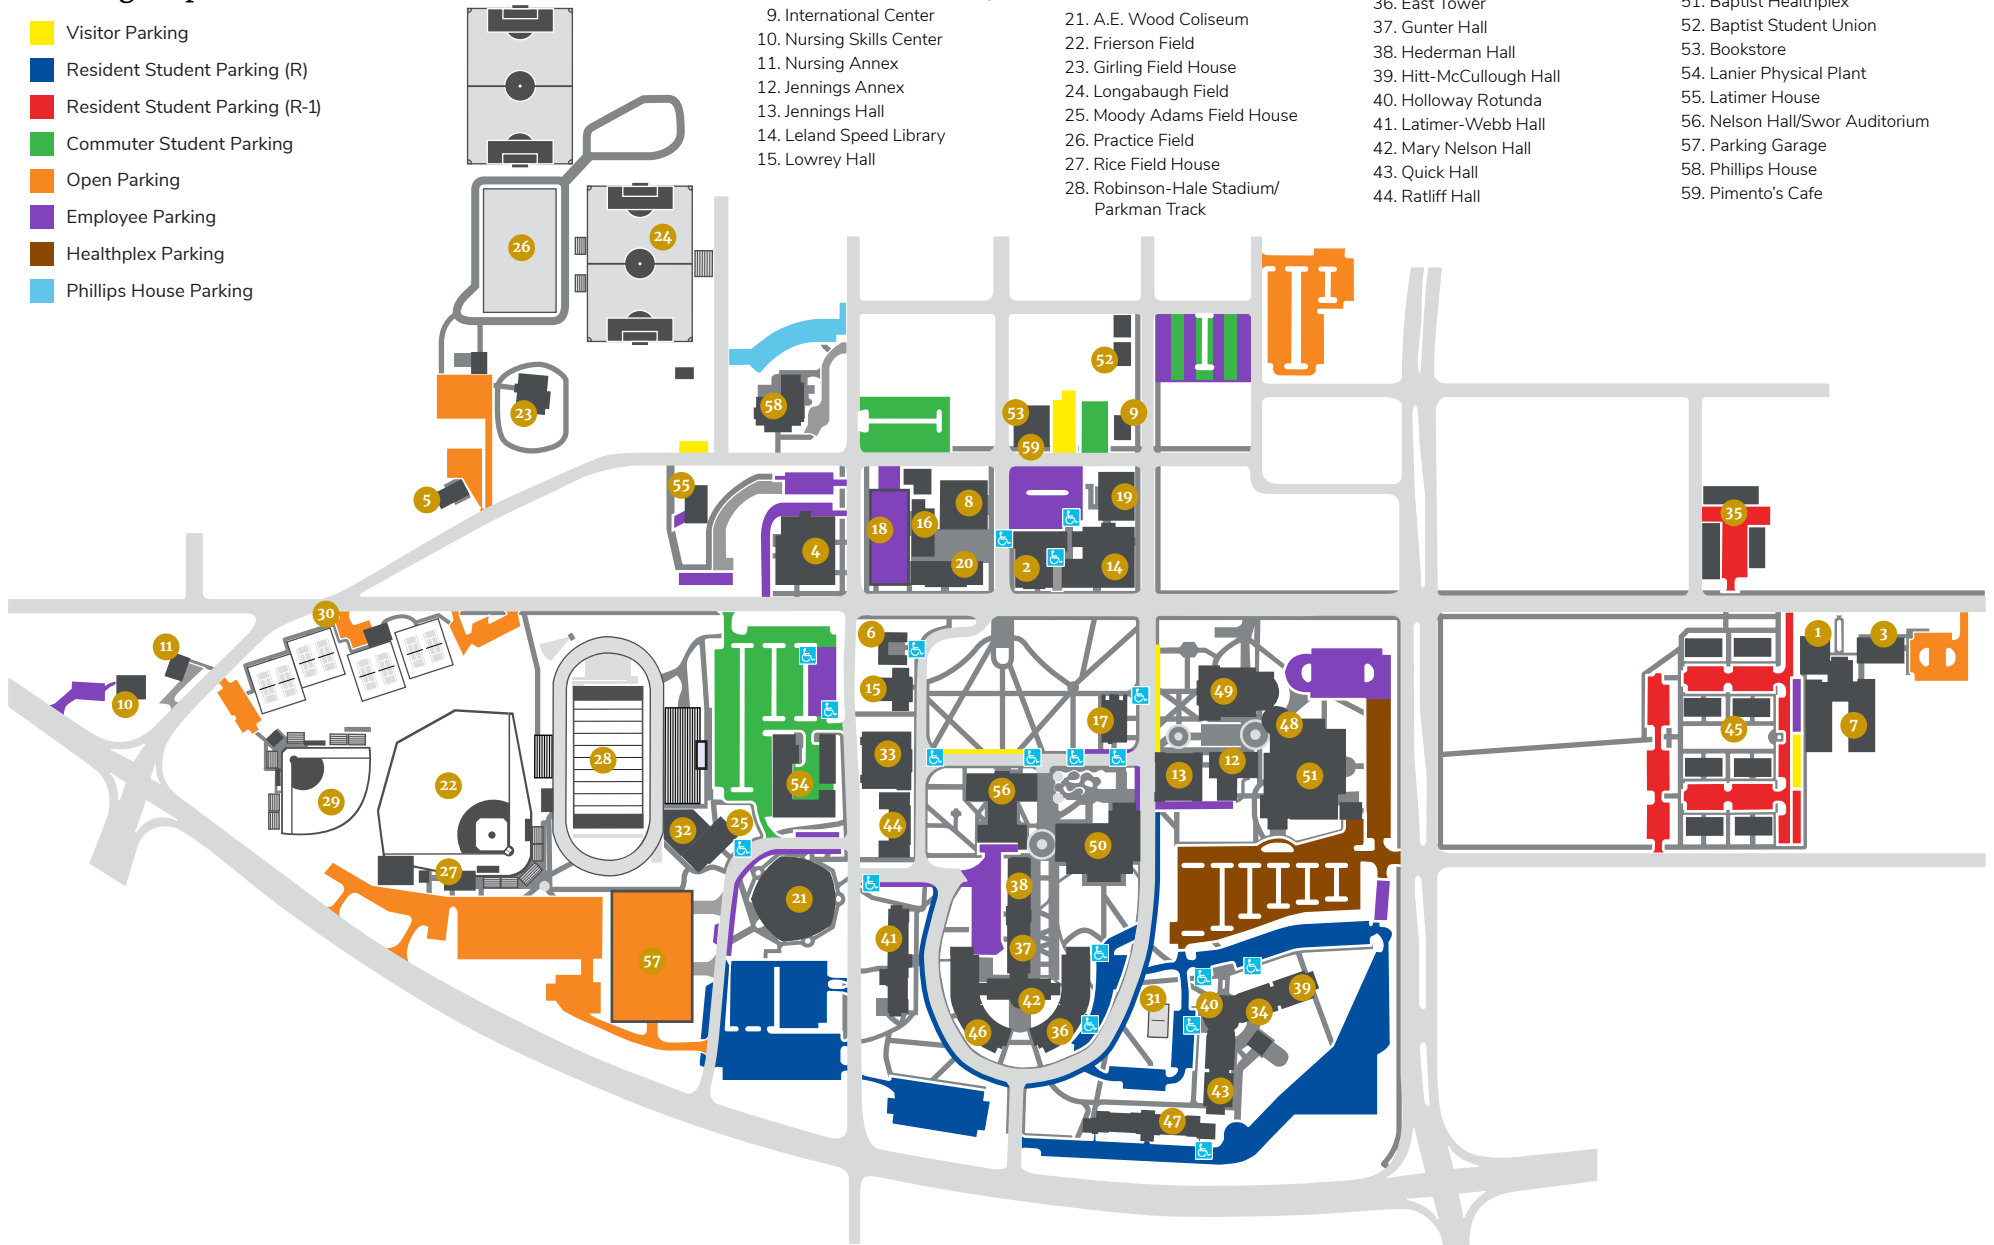 Visitor Parking
Resident Student Parking (R)
Resident Student Parking (R-1)
Commuter Student Parking
Open Parking
Employee Parking
Healthplex Parking
Phillips House Parking
9. International Center
10. Nursing Skills Center
11. Nursing Annex
12. Jennings Annex
13. Jennings Hall
14. Leland Speed Library
15. Lowrey Hall
21. A.E. Wood Coliseum
22. Frierson Field
23. Girling Field House
24. Longabaugh Field
25. Moody Adams Field House
26. Practice Field
27. Rice Field House
28. Robinson-Hale Stadium/
Parkman Track
36. East Tower
37. Gunter Hall
38. Hederman Hall
39. Hitt-McCullough Hall
40. Holloway Rotunda
41. Latimer-Webb Hall
42. Mary Nelson Hall
43. Quick Hall
44. Ratliff Hall
51. Baptist Healthplex
52. Baptist Student Union
53. Bookstore
54. Lanier Physical Plant
55. Latimer House
56. Nelson Hall/Swor Auditorium
57. Parking Garage
58. Phillips House
59. Pimento's Cafe
26
24
52
23
58
53
9
59
5
55
8
19
18
16
35
4
20
2
14
30
6
11
1
3
15
49
10
17
48
7
45
28
33
12
13
51
22
54
56
29
25
44
32
50
27
38
21
41
37
57
39
42
31
40
34
46
36
43
47